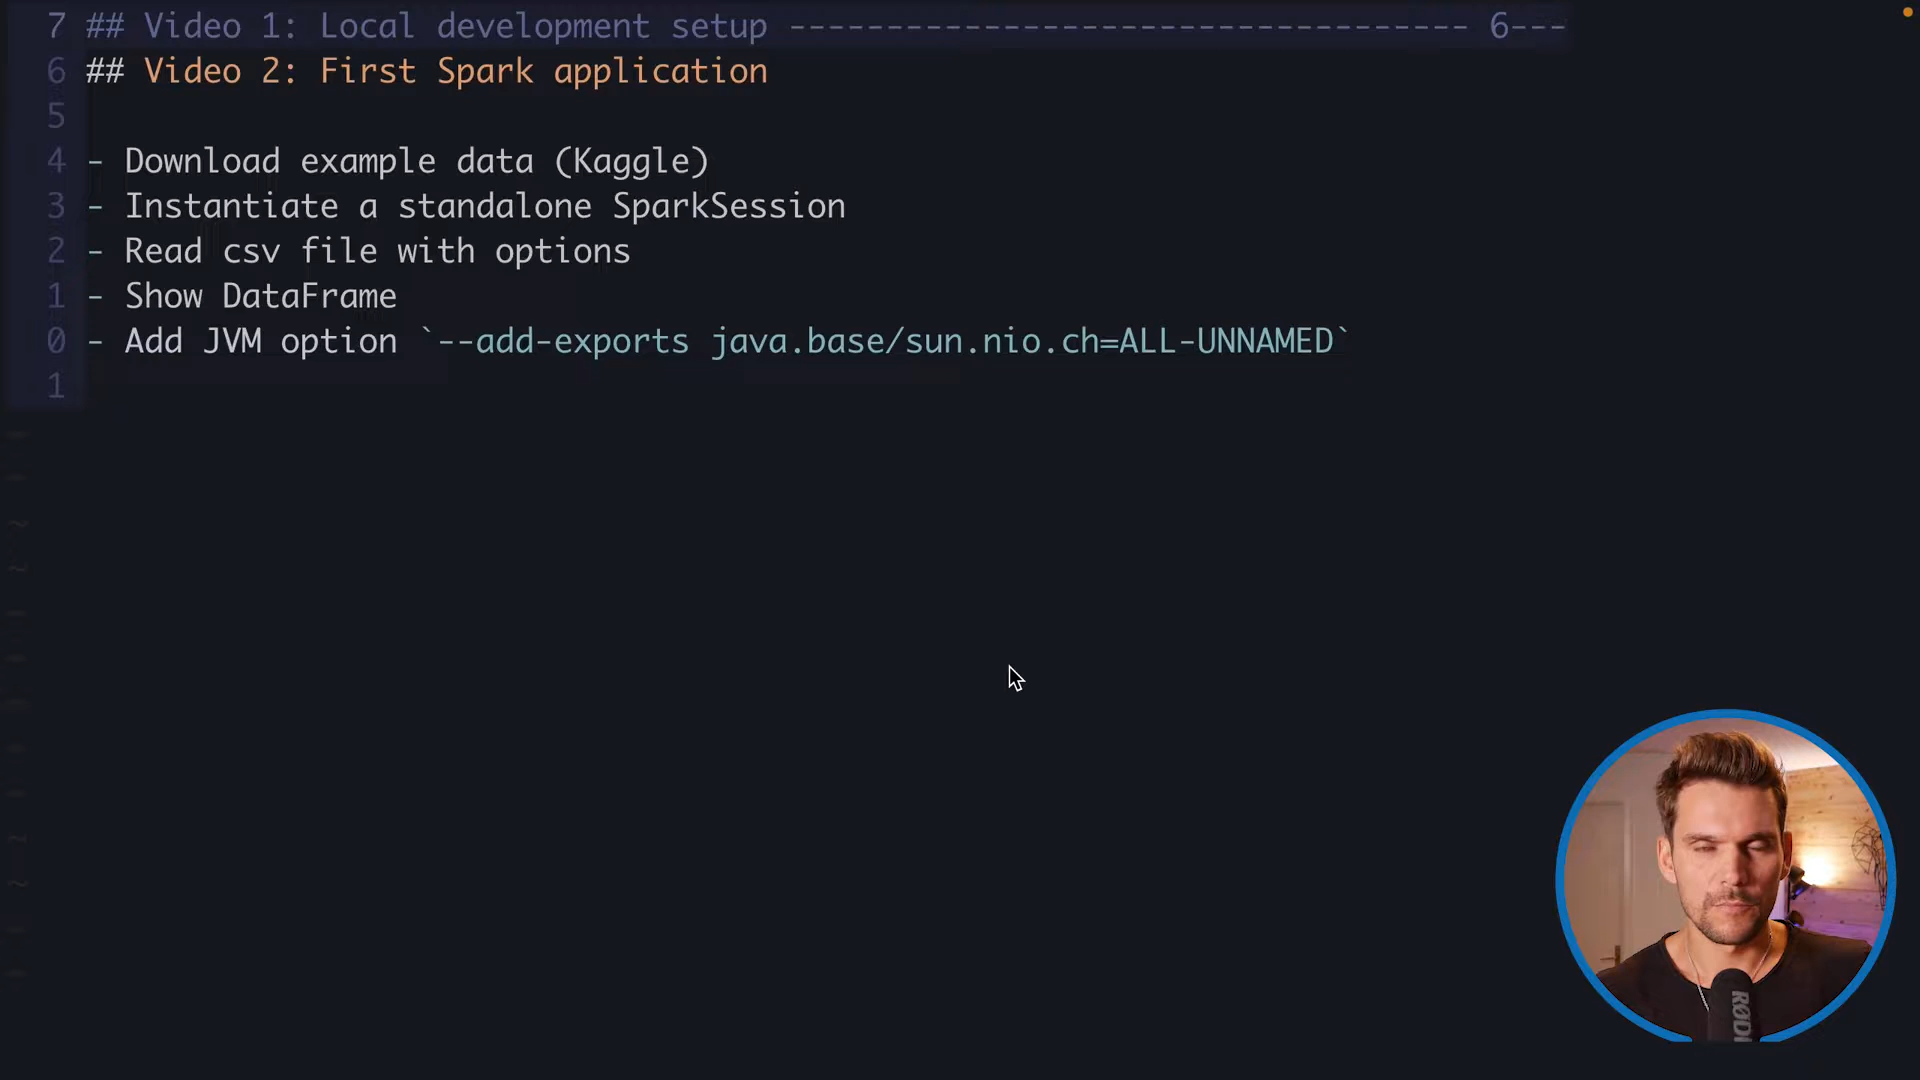 7 ## Video 1: Local development setup ----------------------------------- 6---
6 ## Video 2: First Spark application
5
4 - Download example data (Kaggle)
3 - Instantiate a standalone SparkSession
2 - Read csv file with options
1 - Show DataFrame
0 - Add JVM option `--add-exports java.base/sun.nio.ch=ALL-UNNAMED`
1
RØD